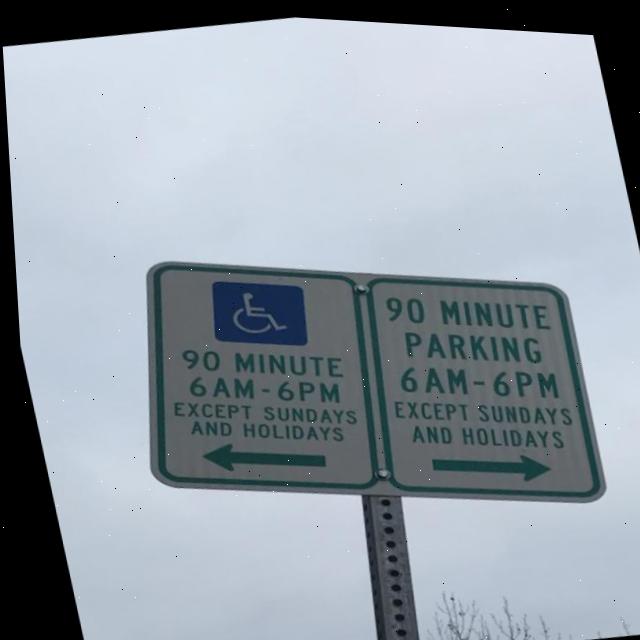 90 MINUTE
6AM-6PM
EXCEPT SUNDAYS
AND HOLIDAYS
90 MINUTE
PARKING
6AM-6PM
EXCEPT SUNDAYS
AND HOLIDAYS